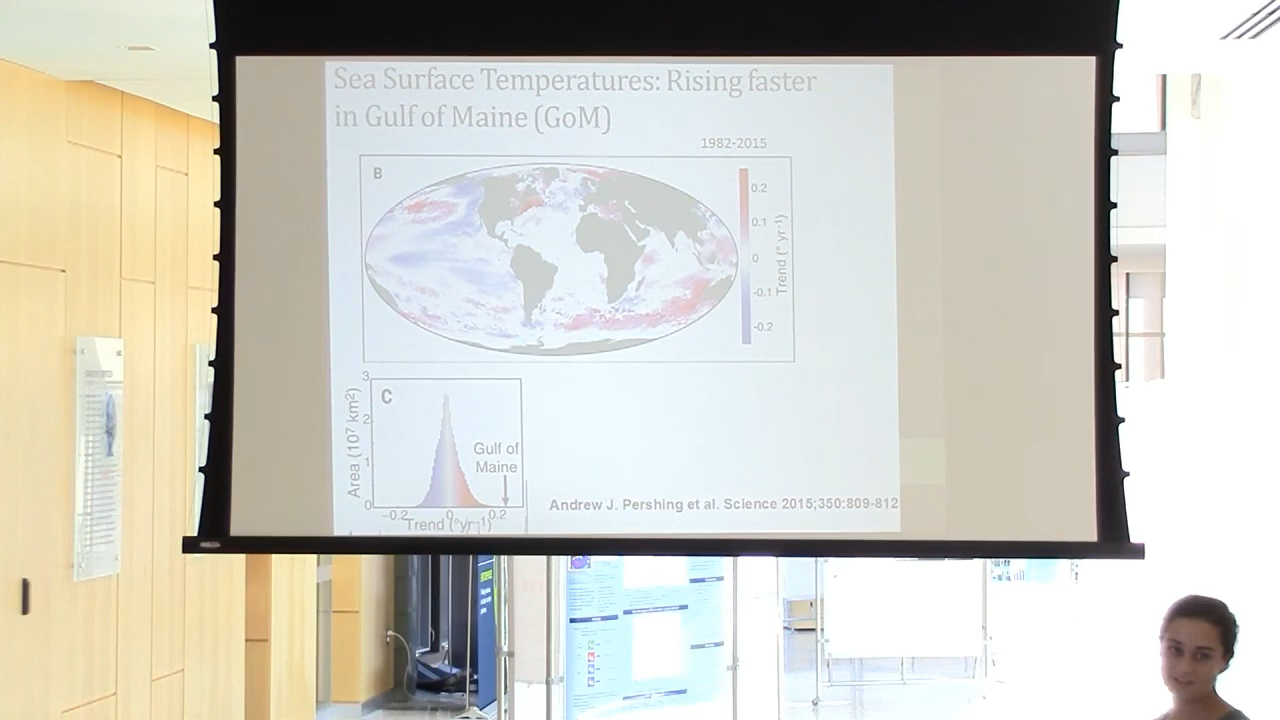 Sea Surface Temperatures: Rising faster
in Gulf of Maine (GoM)
1982-2015
B
0.2
0.1
0
-0.1
-0.2
Trend (° yr⁻¹)
3
2
1
0
Area (10⁷ km²)
C
Gulf of
Maine
−0.2 0 0.2
Trend (°yr⁻¹)
Andrew J. Pershing et al. Science 2015;350:809-812